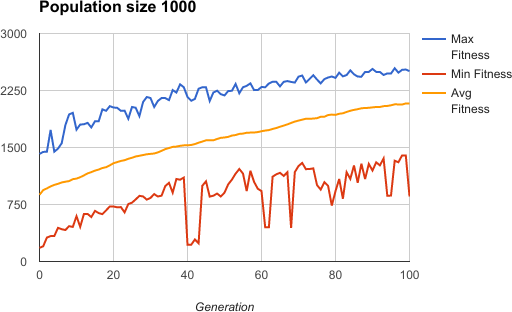 Population size 1000
3000
2250
1500
750
0
0 20 40 60 80 100
Generation
Max
Fitness
Min Fitness
Avg
Fitness